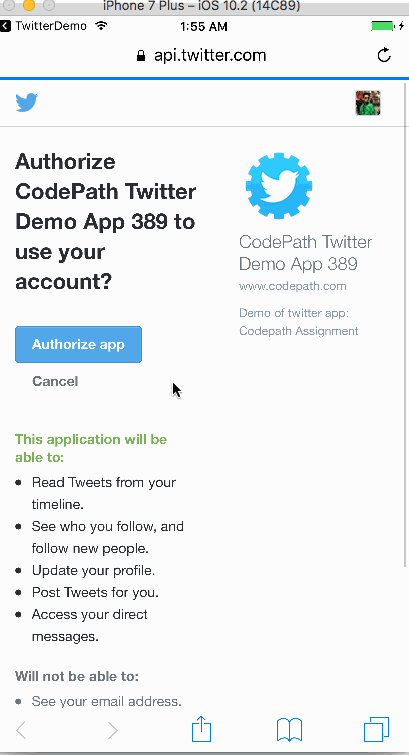 iPhone 7 Plus – iOS 10.2 (14C89)
TwitterDemo
1:55 AM
api.twitter.com
Authorize
CodePath Twitter
Demo App 389 to
use your
account?
Authorize app
Cancel
CodePath Twitter
Demo App 389
www.codepath.com
Demo of twitter app:
Codepath Assignment
This application will be
able to:
Read Tweets from your
timeline.
See who you follow, and
follow new people.
Update your profile.
Post Tweets for you.
Access your direct
messages.
Will not be able to:
See your email address.